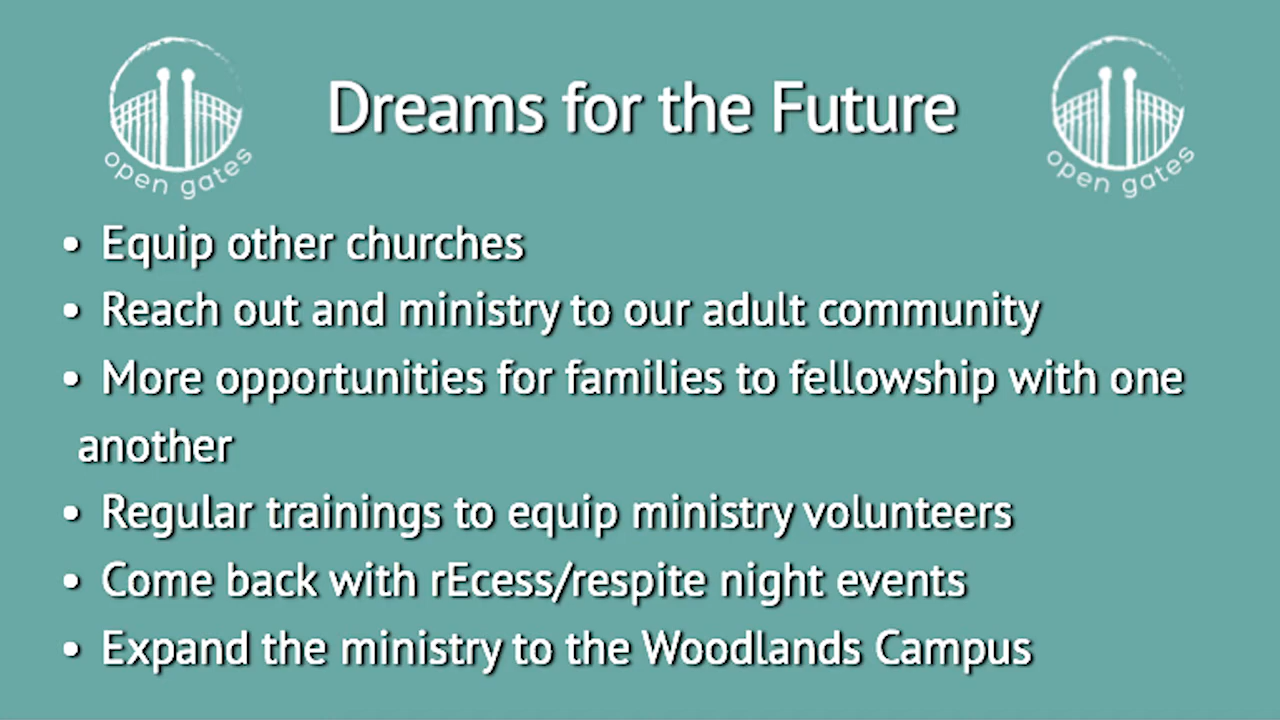 Dreams for the Future
open gates
open gates
• Equip other churches
• Reach out and ministry to our adult community
• More opportunities for families to fellowship with one
another
• Regular trainings to equip ministry volunteers
• Come back with rEcess/respite night events
• Expand the ministry to the Woodlands Campus